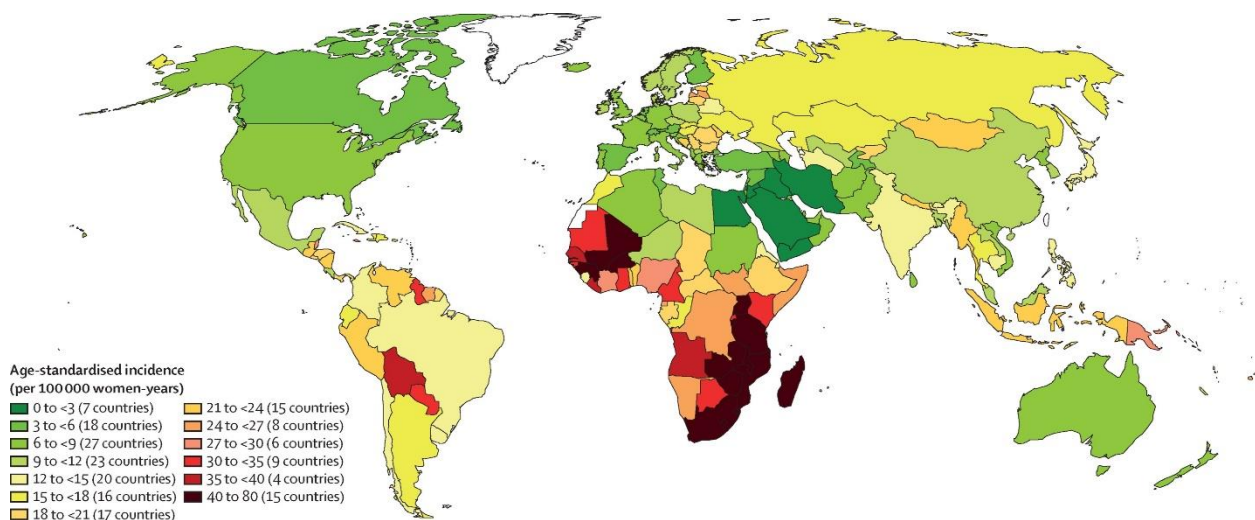 Age-standardised incidence
(per 100 000 women-years)
0 to <3 (7 countries)
3 to <6 (18 countries)
6 to <9 (27 countries)
9 to <12 (23 countries)
12 to <15 (20 countries)
15 to <18 (16 countries)
18 to <21 (17 countries)
21 to <24 (15 countries)
24 to <27 (8 countries)
27 to <30 (6 countries)
30 to <35 (9 countries)
35 to <40 (4 countries)
40 to 80 (15 countries)